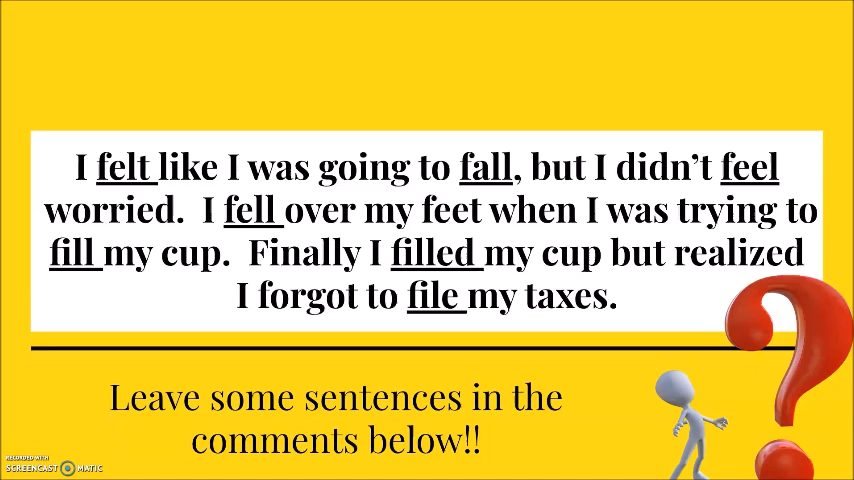 I felt like I was going to fall, but I didn't feel
worried. I fell over my feet when I was trying to
fill my cup. Finally I filled my cup but realized
I forgot to file my taxes.
Leave some sentences in the
comments below!!
RECORDED WITH
SCREENCAST MATIC